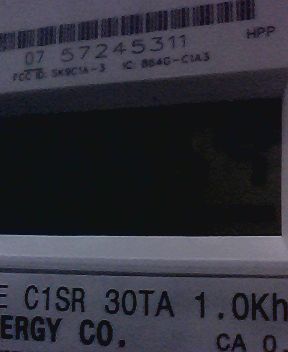 07 57245311
HPP
FCC ID: SK9C1A-3 IC: 864G-C1A3
E C1SR 30TA 1.0Kh
ERGY CO. CA 0.